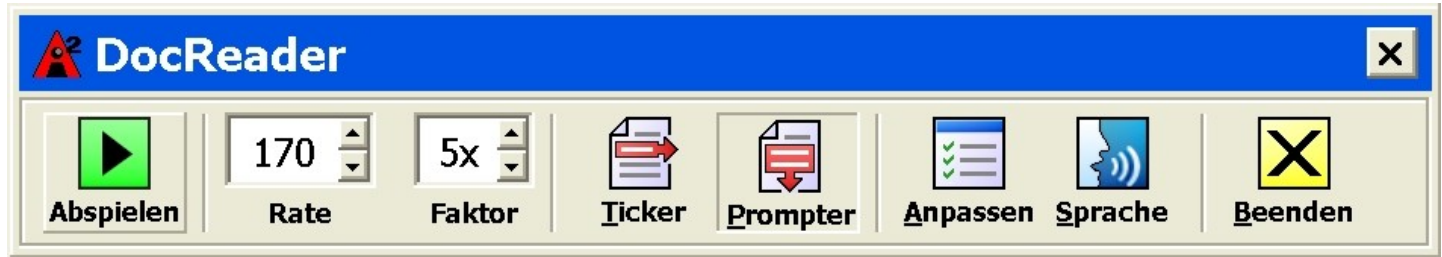 DocReader
170 5x
Abspielen Rate Faktor Ticker Prompter Anpassen Sprache Beenden